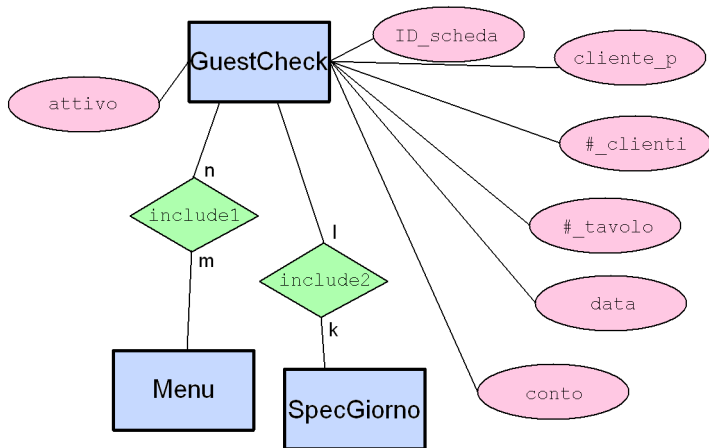 ID_scheda
GuestCheck
cliente_p
attivo
#_clienti
n
include1
#_tavolo
l
m
include2
data
k
Menu
SpecGiorno
conto